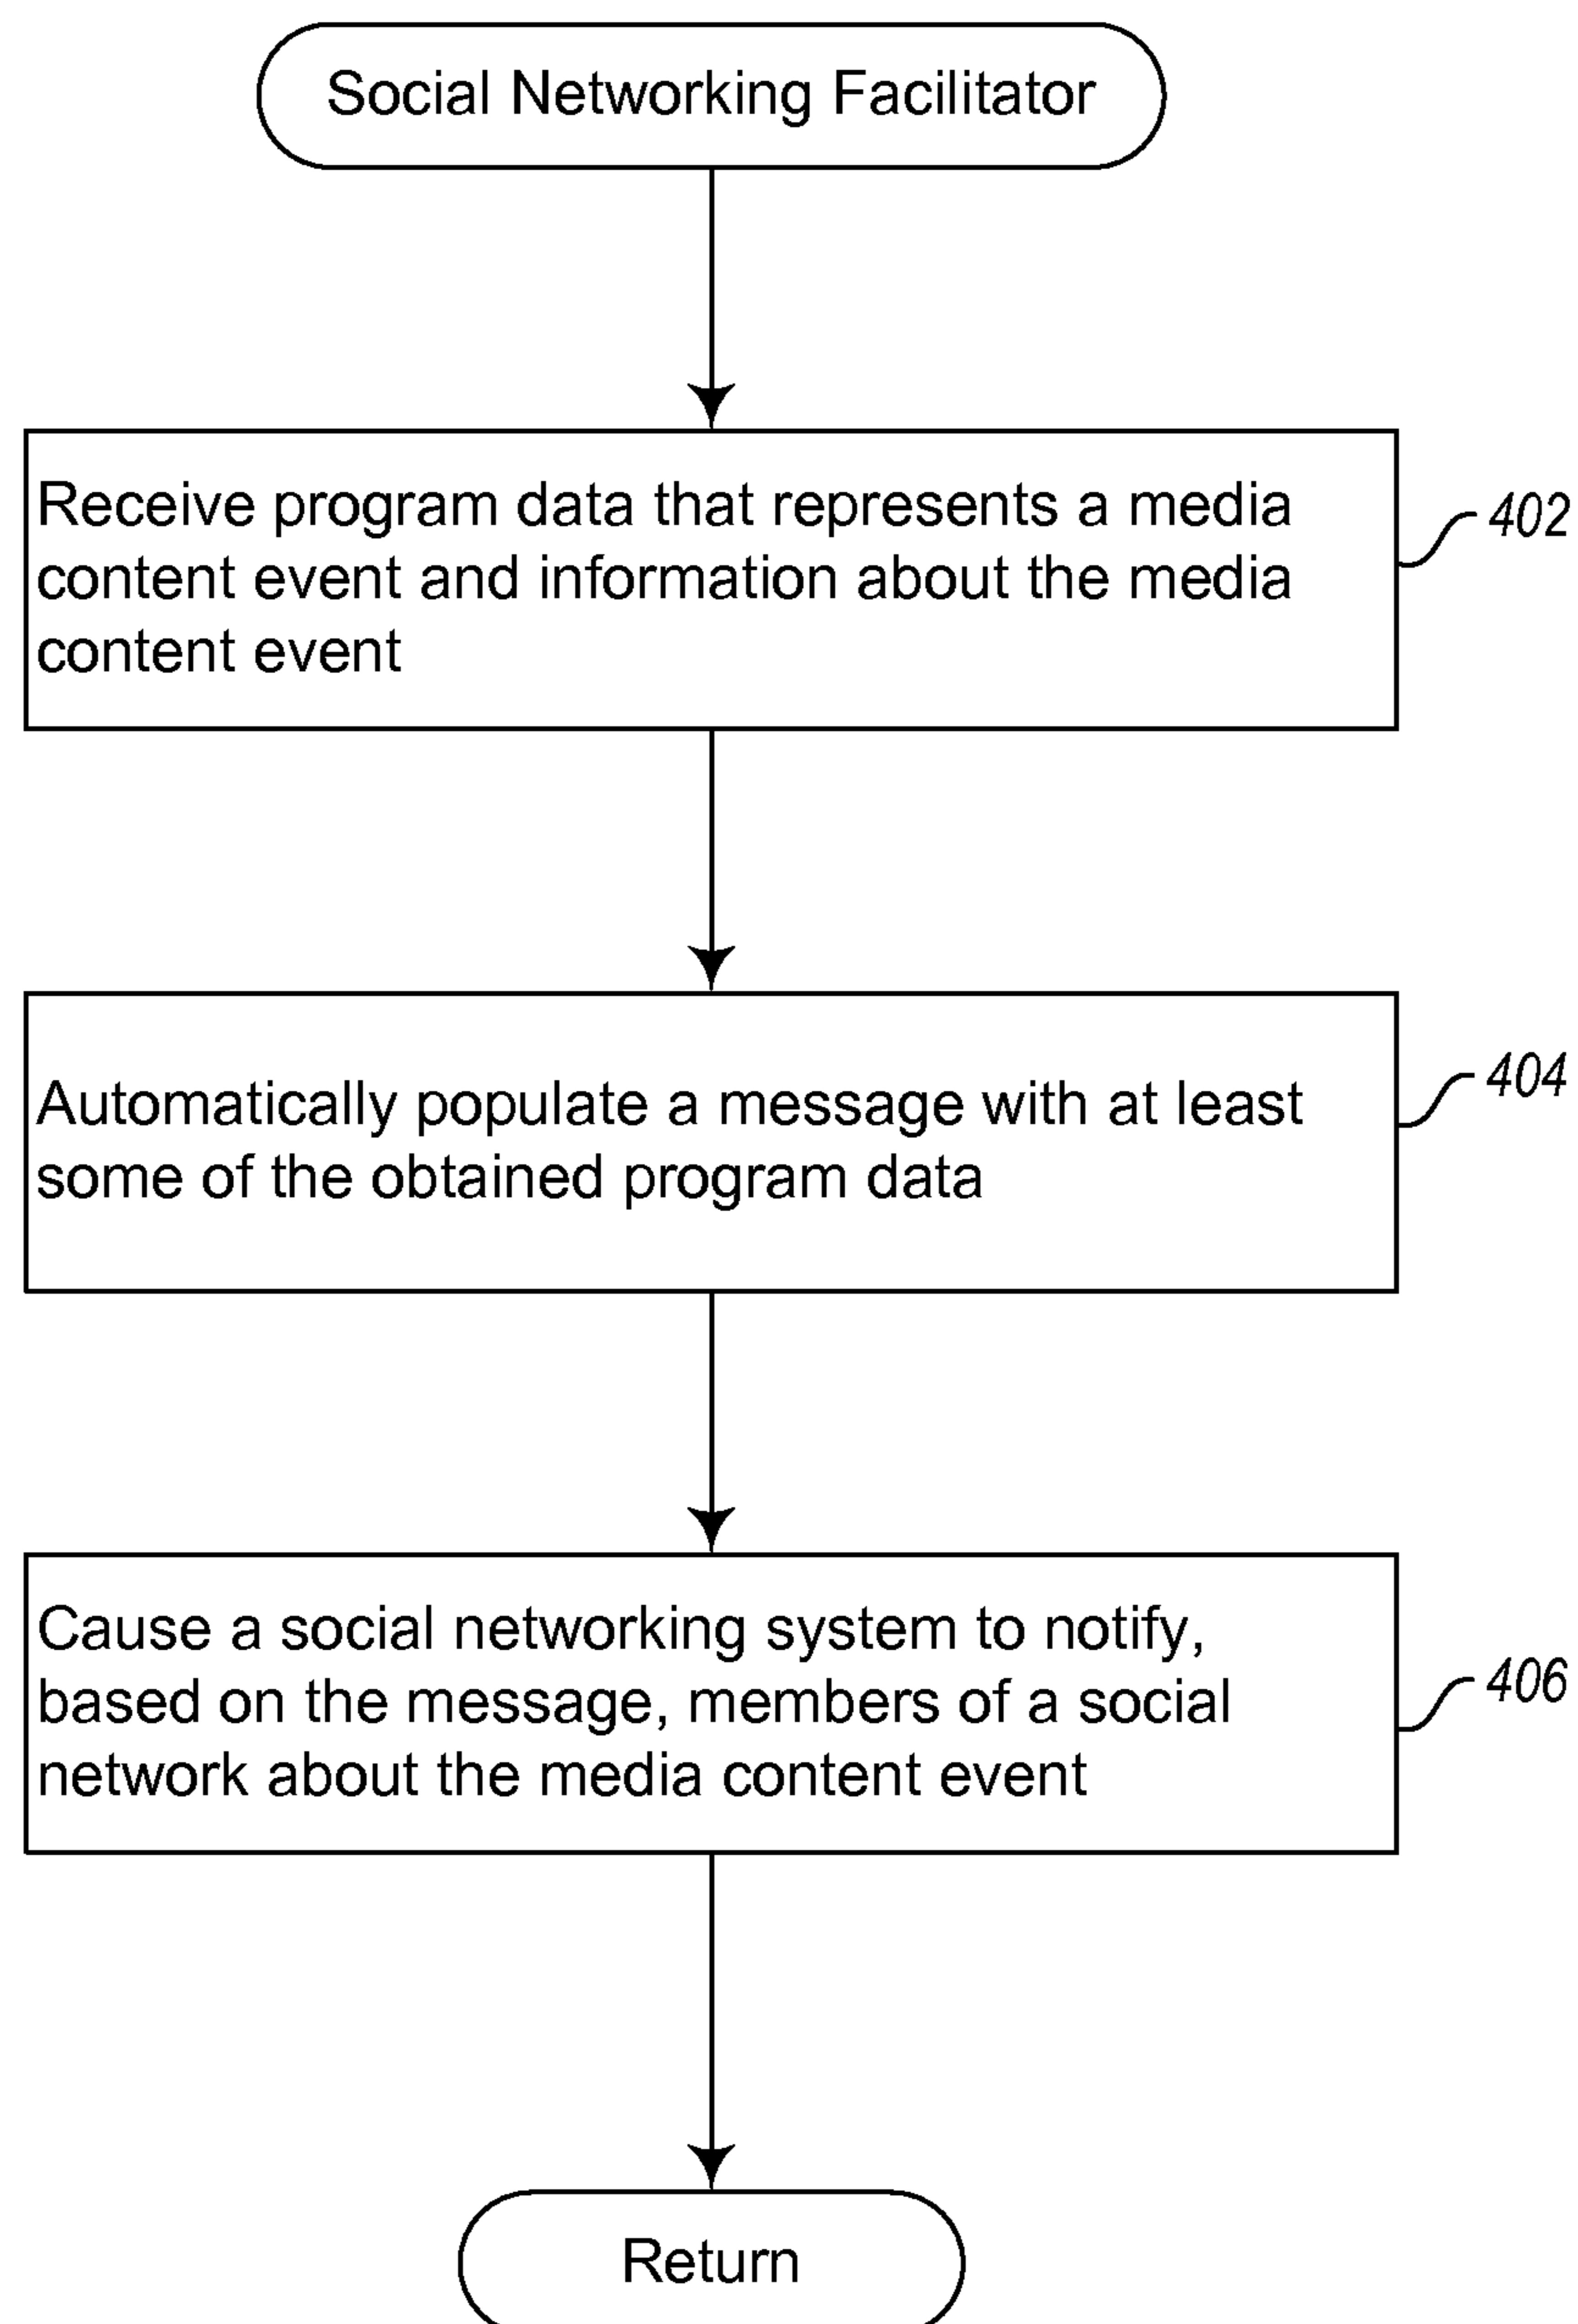 Social Networking Facilitator
Receive program data that represents a media
content event and information about the media
content event
402
Automatically populate a message with at least
some of the obtained program data
404
Cause a social networking system to notify,
based on the message, members of a social
network about the media content event
406
Return